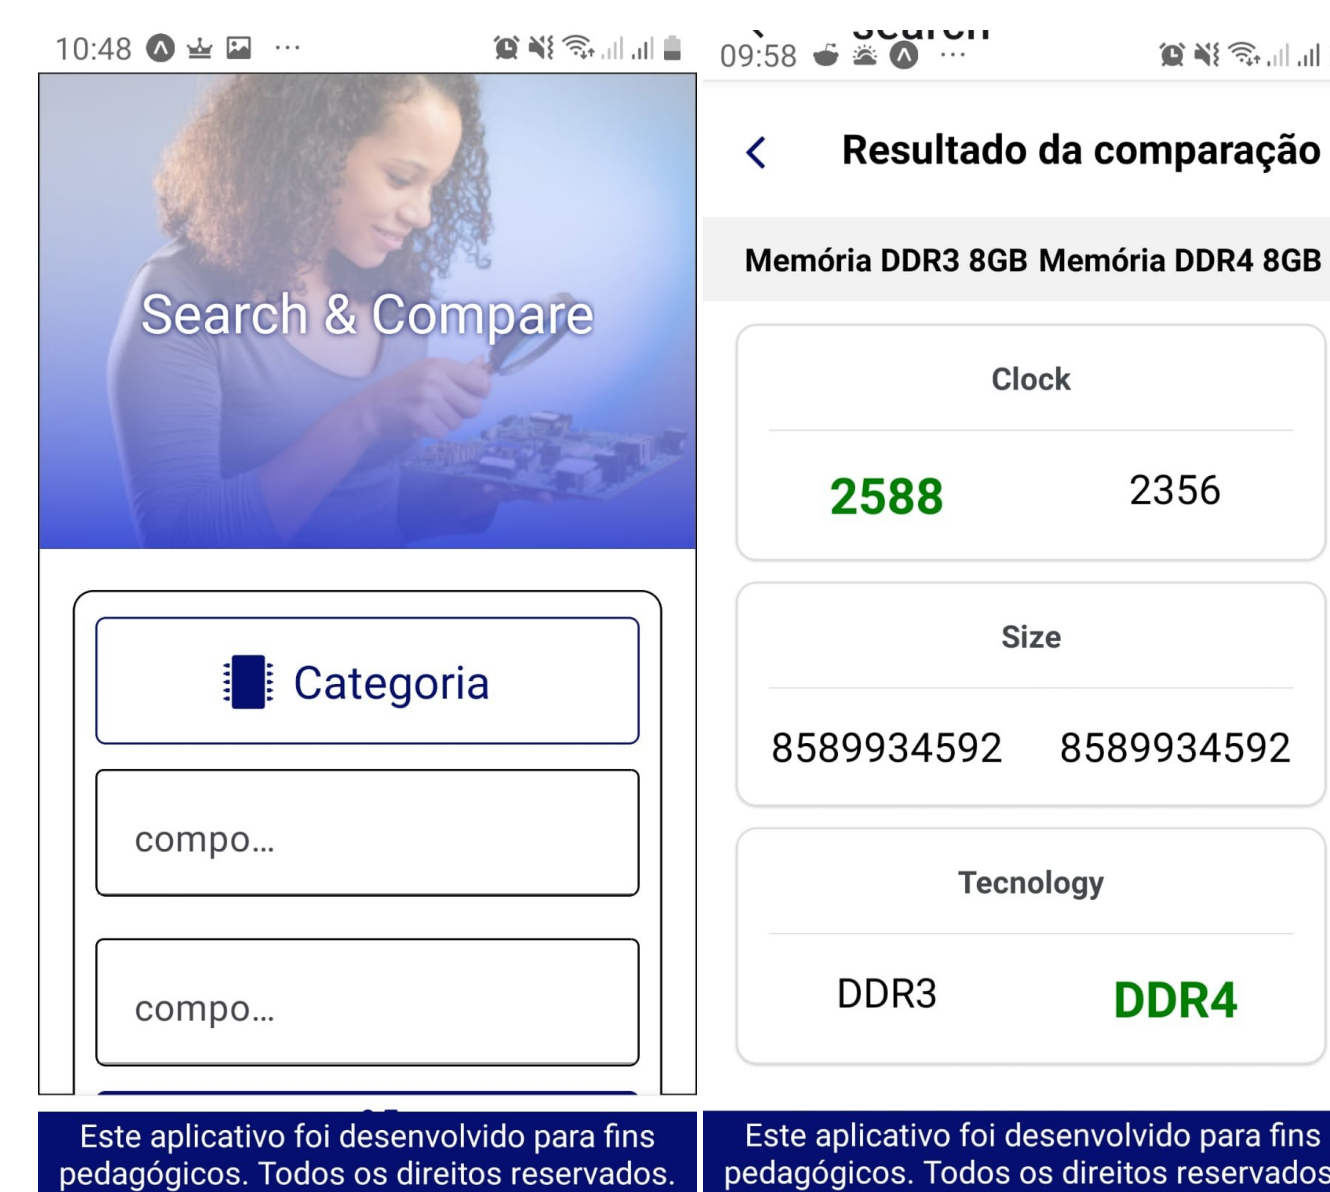 10:48
Search & Compare
Categoria
compo...
compo...
Este aplicativo foi desenvolvido para fins
pedagógicos. Todos os direitos reservados.
search
09:58
Resultado da comparação
Memória DDR3 8GB Memória DDR4 8GB
Clock
2588 2356
Size
8589934592 8589934592
Tecnology
DDR3 DDR4
Este aplicativo foi desenvolvido para fins
pedagógicos. Todos os direitos reservados